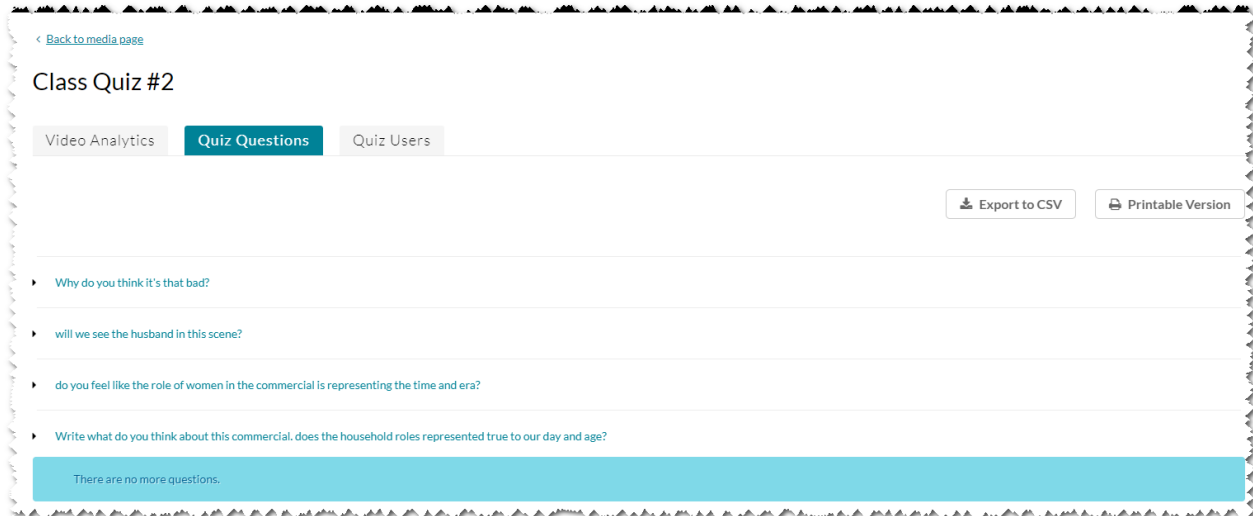 Back to media page
Class Quiz #2
Video Analytics Quiz Questions Quiz Users
Export to CSV Printable Version
Why do you think it's that bad?
will we see the husband in this scene?
do you feel like the role of women in the commercial is representing the time and era?
Write what do you think about this commercial. does the household roles represented true to our day and age?
There are no more questions.